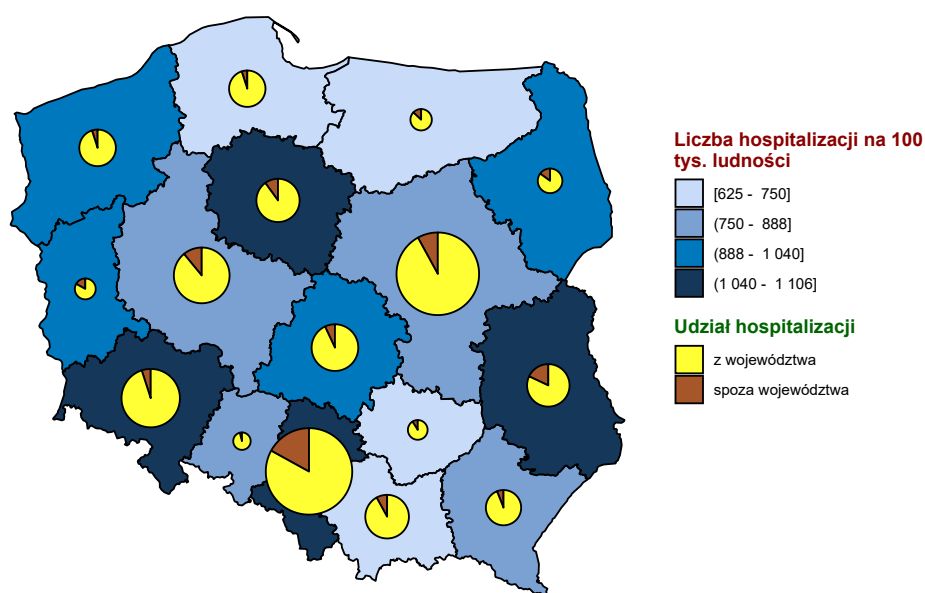 Liczba hospitalizacji na 100
tys. ludności
[625 - 750]
(750 - 888]
(888 - 1 040]
(1 040 - 1 106]
Udział hospitalizacji
z województwa
spoza województwa